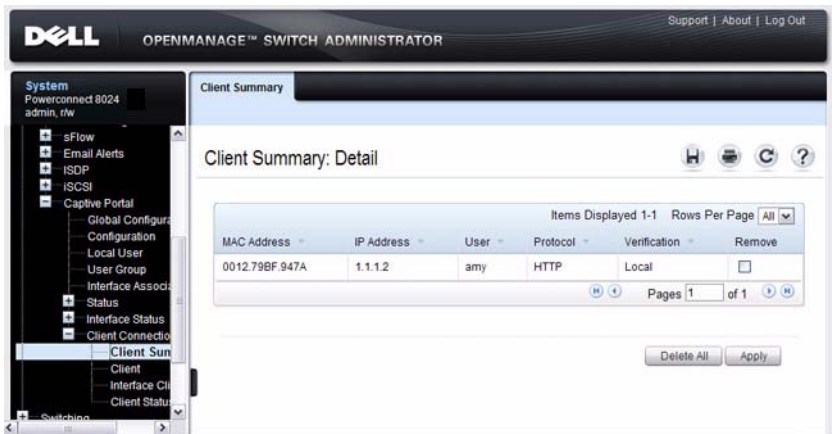 Support | About | Log Out
DELL
OPENMANAGE™ SWITCH ADMINISTRATOR
System
Powerconnect 8024
admin, r/w
sFlow
Email Alerts
ISDP
iSCSI
Captive Portal
Global Configura
Configuration
Local User
User Group
Interface Associa
Status
Interface Status
Client Connectio
Client Sum
Client
Interface Cli
Client Status
Switching
Client Summary
Client Summary: Detail
?
Items Displayed 1-1 Rows Per Page All
MAC Address IP Address User Protocol Verification Remove
0012.79BF.947A 1.1.1.2 amy HTTP Local
Pages 1 of 1
Delete All Apply